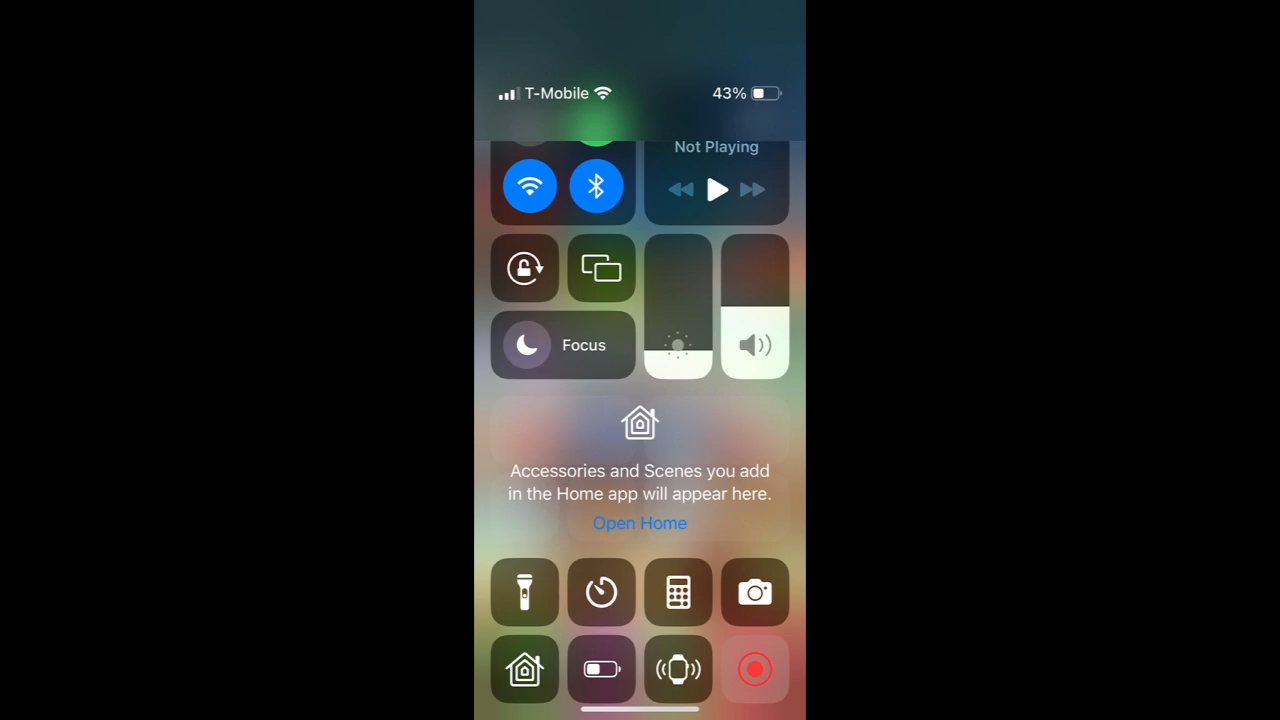 T-Mobile 43%
Not Playing
Focus
Accessories and Scenes you add
in the Home app will appear here.
Open Home